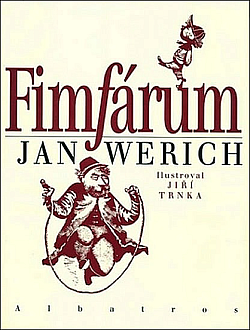 Fimfárum
JAN WERICH
Ilustroval
JIŘÍ
TRNKA
Albatros